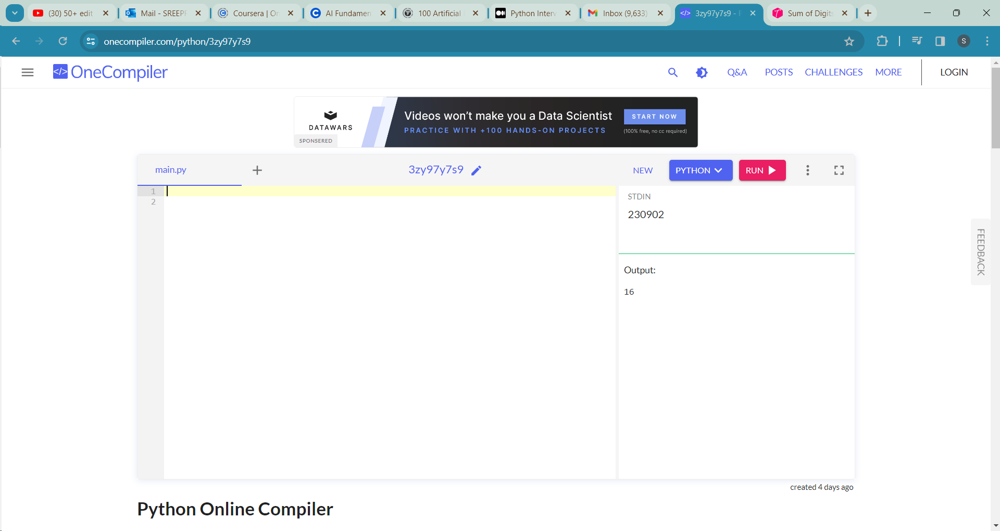 (30) 50+ edit
Mail - SREEPR
Coursera | On
AI Fundamen
100 Artificial
Python Interv
Inbox (9,633)
3zy97y7s9 - P
Sum of Digits
onecompiler.com/python/3zy97y7s9
S
</> OneCompiler
Q&A
POSTS
CHALLENGES
MORE
LOGIN
DATAWARS
SPONSERED
Videos won't make you a Data Scientist
PRACTICE WITH +100 HANDS-ON PROJECTS
START NOW
(100% free, no cc required)
main.py
3zy97y7s9
NEW
PYTHON
RUN
1
2
STDIN
230902
Output:
16
FEEDBACK
created 4 days ago
Python Online Compiler